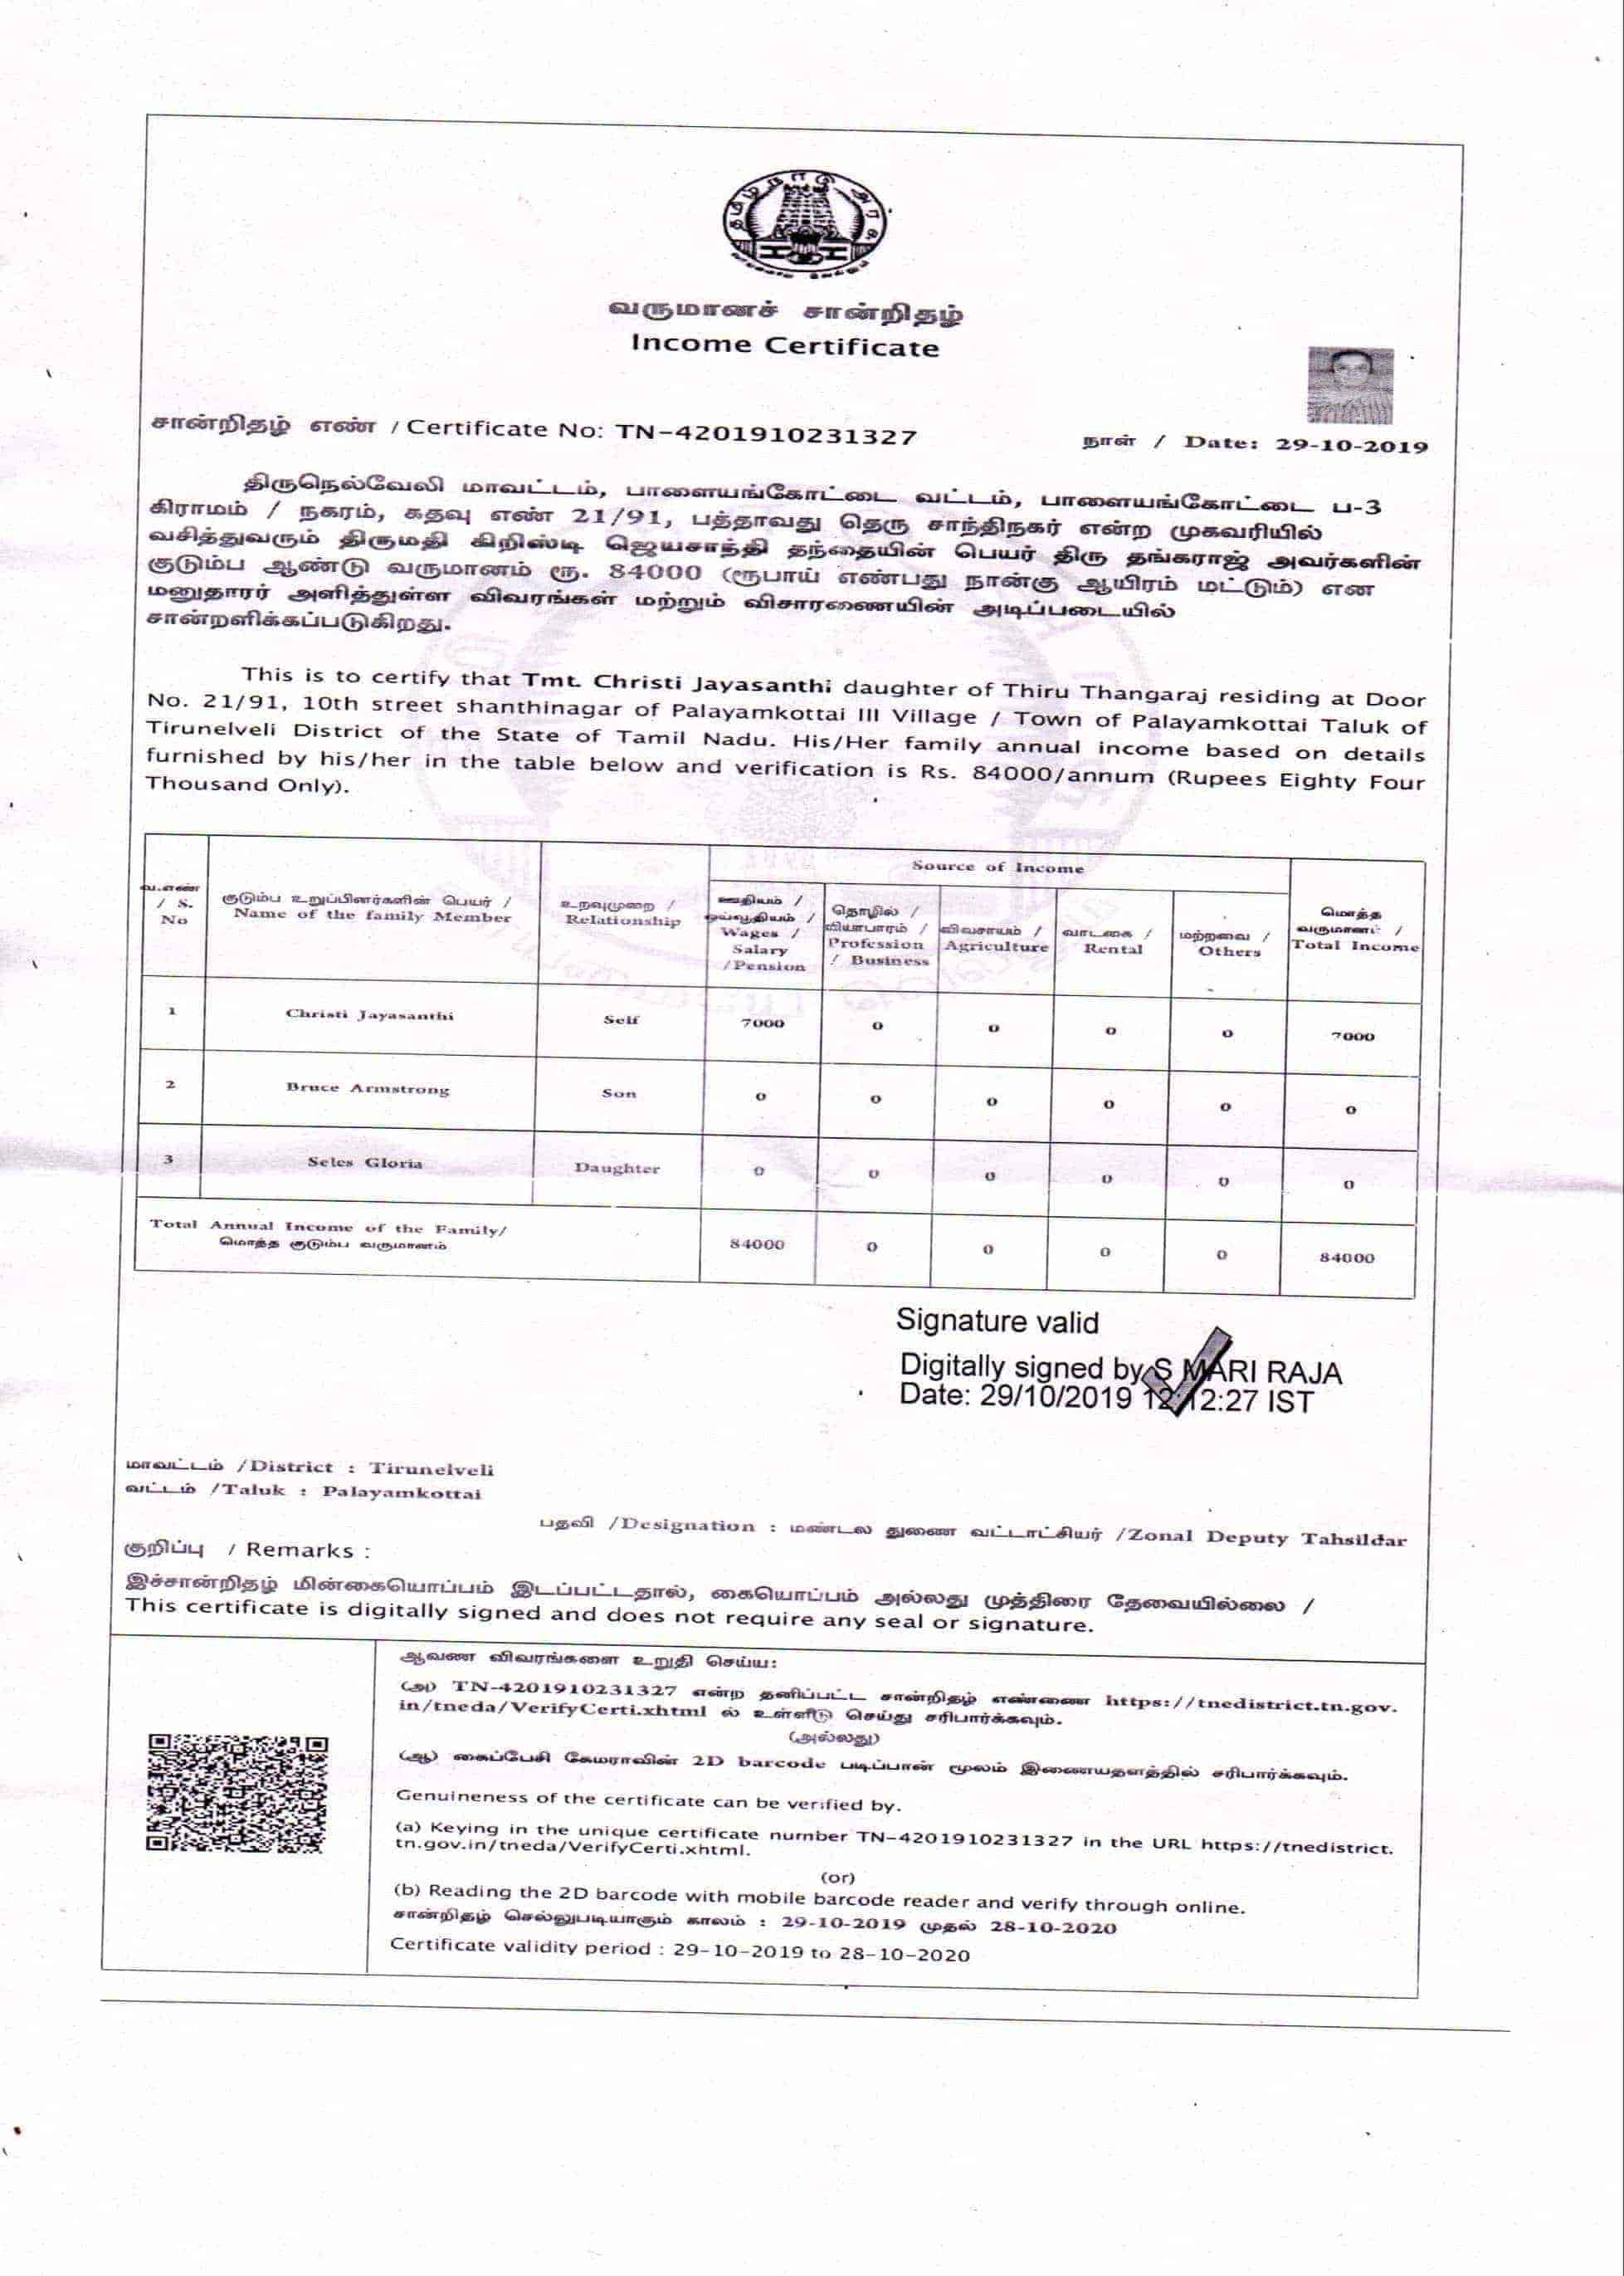 தமிழ்நாடு அரசு
வருமானச் சான்றிதழ்
Income Certificate
சான்றிதழ் எண் / Certificate No: TN-4201910231327
நாள் / Date: 29-10-2019
திருநெல்வேலி மாவட்டம், பாளையங்கோட்டை வட்டம், பாளையங்கோட்டை ப-3
கிராமம் / நகரம், கதவு எண் 21/91, பத்தாவது தெரு சாந்திநகர் என்ற முகவரியில்
வசித்துவரும் திருமதி கிறிஸ்டி ஜெயசாந்தி தந்தையின் பெயர் திரு தங்கராஜ் அவர்களின்
குடும்ப ஆண்டு வருமானம் ரூ. 84000 (ரூபாய் எண்பது நான்கு ஆயிரம் மட்டும்) என
மனுதாரர் அளித்துள்ள விவரங்கள் மற்றும் விசாரணையின் அடிப்படையில்
சான்றளிக்கப்படுகிறது.
This is to certify that Tmt. Christi Jayasanthi daughter of Thiru Thangaraj residing at Door
No. 21/91, 10th street shanthinagar of Palayamkottai III Village / Town of Palayamkottai Taluk of
Tirunelveli District of the State of Tamil Nadu. His/Her family annual income based on details
furnished by his/her in the table below and verification is Rs. 84000/annum (Rupees Eighty Four
Thousand Only).
வ.எண் / S. No
குடும்ப உறுப்பினர்களின் பெயர் / Name of the family Member
உறவுமுறை / Relationship
Source of Income
ஊதியம் / ஓய்வூதியம் / Wages / Salary /Pension
தொழில் / வியாபாரம் / Profession / Business
விவசாயம் / Agriculture
வாடகை / Rental
மற்றவை / Others
மொத்த வருமானம் / Total Income
1 Christi Jayasanthi Self 7000 0 0 0 0 7000
2 Bruce Armstrong Son 0 0 0 0 0 0
3 Seles Gloria Daughter 0 0 0 0 0 0
Total Annual Income of the Family/
மொத்த குடும்ப வருமானம் 84000 0 0 0 0 84000
Signature valid
Digitally signed by S MARI RAJA
Date: 29/10/2019 12:12:27 IST
மாவட்டம் /District : Tirunelveli
வட்டம் /Taluk : Palayamkottai
பதவி /Designation : மண்டல துணை வட்டாட்சியர் /Zonal Deputy Tahsildar
குறிப்பு / Remarks :
இச்சான்றிதழ் மின்கையொப்பம் இடப்பட்டதால், கையொப்பம் அல்லது முத்திரை தேவையில்லை /
This certificate is digitally signed and does not require any seal or signature.
ஆவண விவரங்களை உறுதி செய்ய:
(அ) TN-4201910231327 என்ற தனிப்பட்ட சான்றிதழ் எண்ணை https://tnedistrict.tn.gov.
in/tneda/VerifyCerti.xhtml ல் உள்ளீடு செய்து சரிபார்க்கவும்.
(அல்லது)
(ஆ) கைப்பேசி கேமராவின் 2D barcode படிப்பான் மூலம் இணையதளத்தில் சரிபார்க்கவும்.
Genuineness of the certificate can be verified by.
(a) Keying in the unique certificate number TN-4201910231327 in the URL https://tnedistrict.
tn.gov.in/tneda/VerifyCerti.xhtml.
(or)
(b) Reading the 2D barcode with mobile barcode reader and verify through online.
சான்றிதழ் செல்லுபடியாகும் காலம் : 29-10-2019 முதல் 28-10-2020
Certificate validity period : 29-10-2019 to 28-10-2020